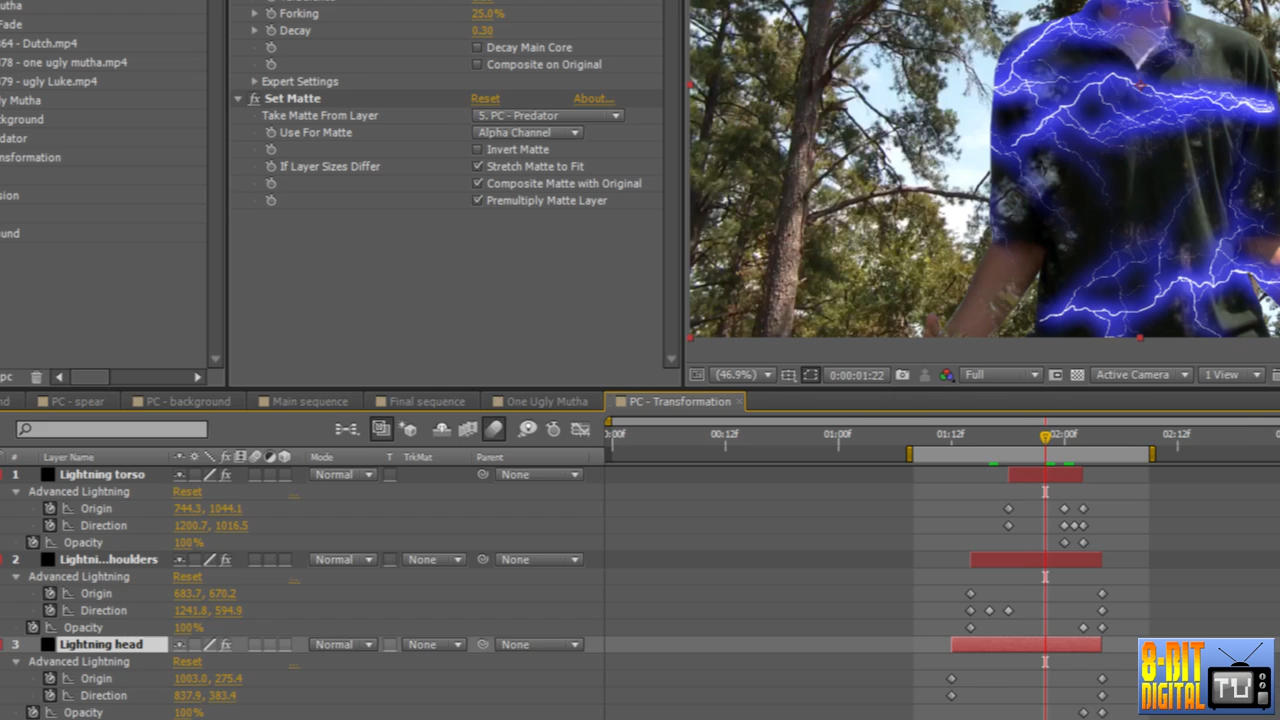 utha
Fade
64 - Dutch.mp4
78 - one ugly mutha.mp4
79 - ugly Luke.mp4
ly Mutha
kground
dator
nsformation
sion
und
Forking 25.0%
Decay 0.30
Decay Main Core
Composite on Original
Expert Settings
fx Set Matte Reset About...
Take Matte From Layer 5. PC - Predator
Use For Matte Alpha Channel
Invert Matte
If Layer Sizes Differ Stretch Matte to Fit
Composite Matte with Original
Premultiply Matte Layer
pc
(46.9%) 0:00:01:22 Full Active Camera 1 View
nd PC - spear PC - background Main sequence Final sequence One Ugly Mutha PC - Transformation ×
:00f 00:12f 01:00f 01:12f 02:00f 02:12f
# Layer Name fx Mode T TrkMat Parent
1 Lightning torso fx Normal None
Advanced Lightning Reset ...
Origin 744.3, 1044.1
Direction 1200.7, 1016.5
Opacity 100%
2 Lightni...houlders fx Normal None None
Advanced Lightning Reset ...
Origin 683.7, 670.2
Direction 1241.8, 594.9
Opacity 100%
3 Lightning head fx Normal None None
Advanced Lightning Reset ...
Origin 1003.0, 275.4
Direction 837.9, 383.4
Opacity 100%
8-BIT
DIGITAL
TV